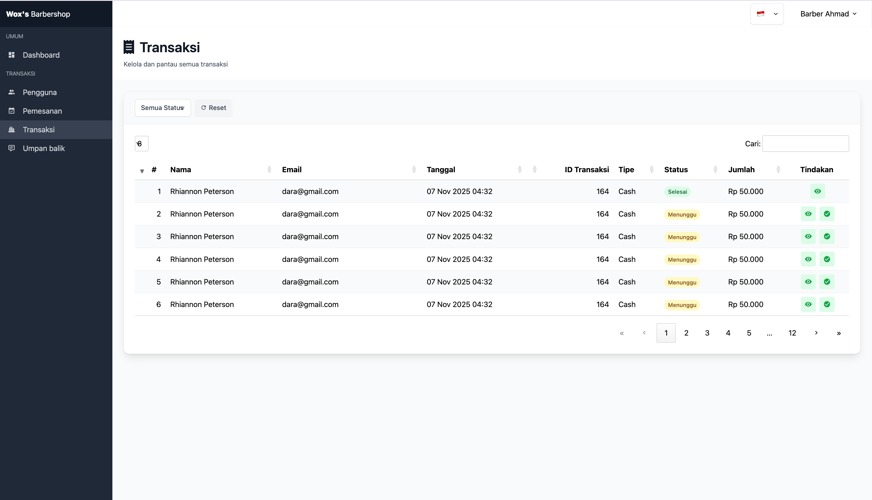 Wox's Barbershop
Barber Ahmad
UMUM
Dashboard
TRANSAKSI
Pengguna
Pemesanan
Transaksi
Umpan balik
Transaksi
Kelola dan pantau semua transaksi
Semua Status Reset
6 Cari:
# Nama Email Tanggal ID Transaksi Tipe Status Jumlah Tindakan
1 Rhiannon Peterson dara@gmail.com 07 Nov 2025 04:32 164 Cash Selesai Rp 50.000
2 Rhiannon Peterson dara@gmail.com 07 Nov 2025 04:32 164 Cash Menunggu Rp 50.000
3 Rhiannon Peterson dara@gmail.com 07 Nov 2025 04:32 164 Cash Menunggu Rp 50.000
4 Rhiannon Peterson dara@gmail.com 07 Nov 2025 04:32 164 Cash Menunggu Rp 50.000
5 Rhiannon Peterson dara@gmail.com 07 Nov 2025 04:32 164 Cash Menunggu Rp 50.000
6 Rhiannon Peterson dara@gmail.com 07 Nov 2025 04:32 164 Cash Menunggu Rp 50.000
« ‹ 1 2 3 4 5 ... 12 › »